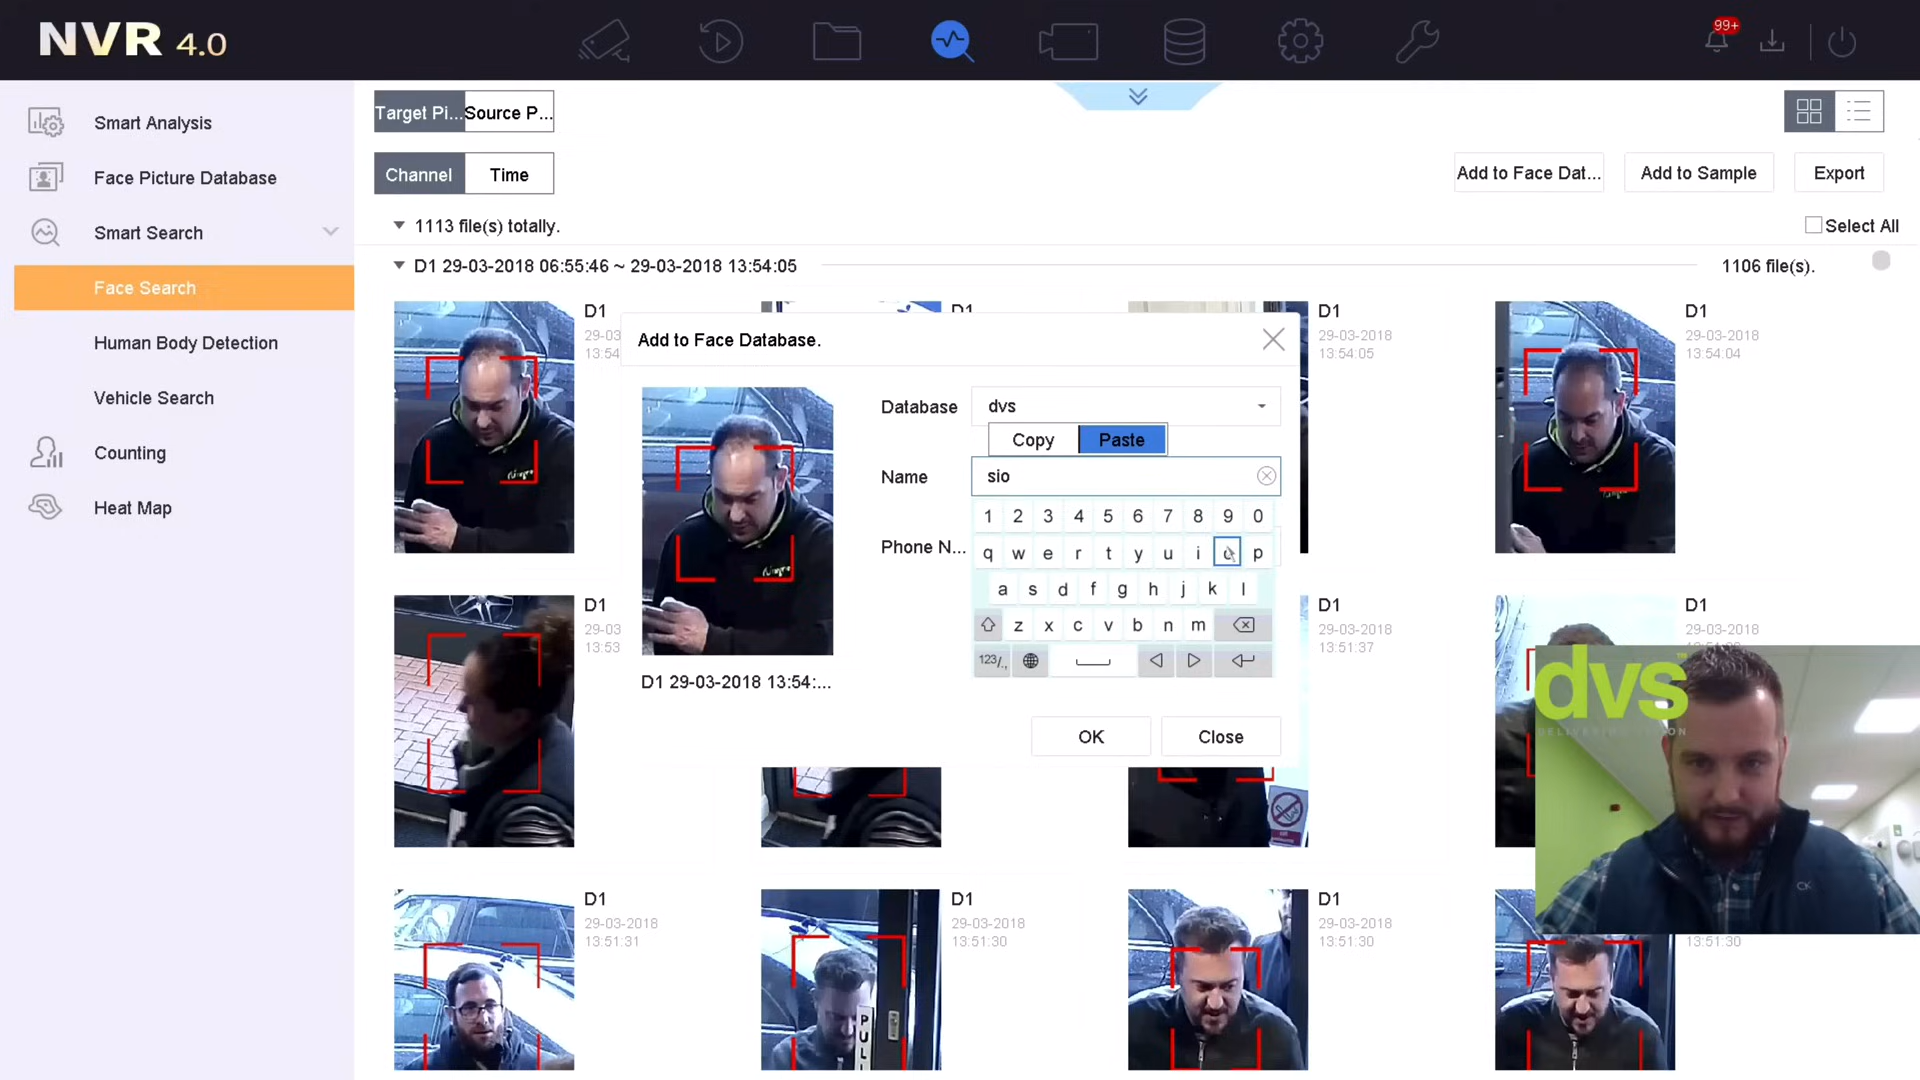 NVR 4.0
99+
Smart Analysis
Face Picture Database
Smart Search
Face Search
Human Body Detection
Vehicle Search
Counting
Heat Map
Target Pi... Source P...
Channel Time
Add to Face Dat... Add to Sample Export
1113 file(s) totally.
Select All
D1 29-03-2018 06:55:46 ~ 29-03-2018 13:54:05
1106 file(s).
D1
29-03
13:54
D1
D1
29-03-2018
13:54:05
D1
29-03-2018
13:54:04
Add to Face Database.
Database dvs
Copy Paste
Name sio
Phone N...
1 2 3 4 5 6 7 8 9 0
q w e r t y u i o p
a s d f g h j k l
z x c v b n m
123/.,
D1 29-03-2018 13:54:...
OK Close
D1
29-03
13:53
D1
29-03-2018
13:51:37
D1
29-03-2018
dvs
D1
29-03-2018
13:51:31
D1
29-03-2018
13:51:30
D1
29-03-2018
13:51:30
13:51:30
PULL